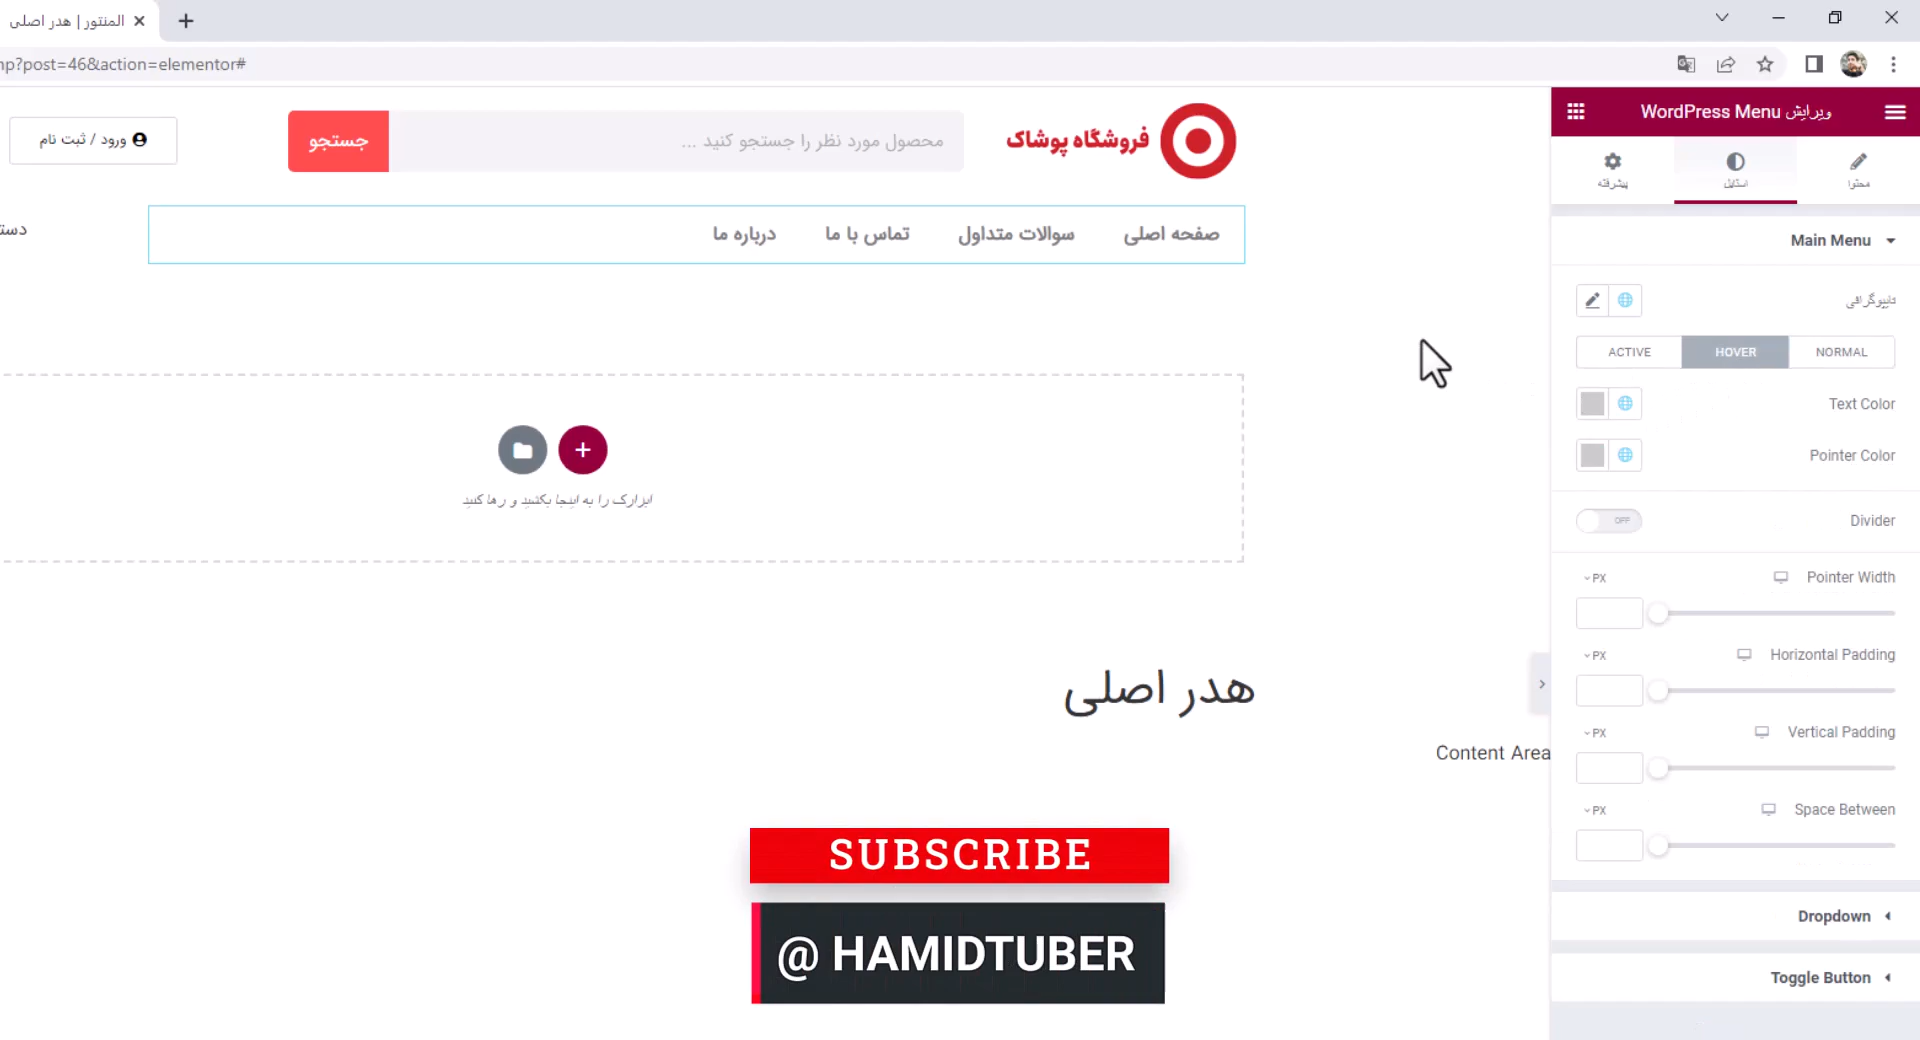 المنتور | هدر اصلی
np?post=46&action=elementor#
ورود / ثبت نام
جستجو
محصول مورد نظر را جستجو کنید ...
فروشگاه پوشاک
صفحه اصلی
سوالات متداول
تماس با ما
درباره ما
دست
ابزارک را به اینجا بکشید و رها کنید
هدر اصلی
Content Area
SUBSCRIBE
@ HAMIDTUBER
ویرایش WordPress Menu
محتوا
استایل
پیشرفته
Main Menu
تایپوگرافی
ACTIVE
HOVER
NORMAL
Text Color
Pointer Color
Divider
OFF
Pointer Width
PX
Horizontal Padding
PX
Vertical Padding
PX
Space Between
PX
Dropdown
Toggle Button